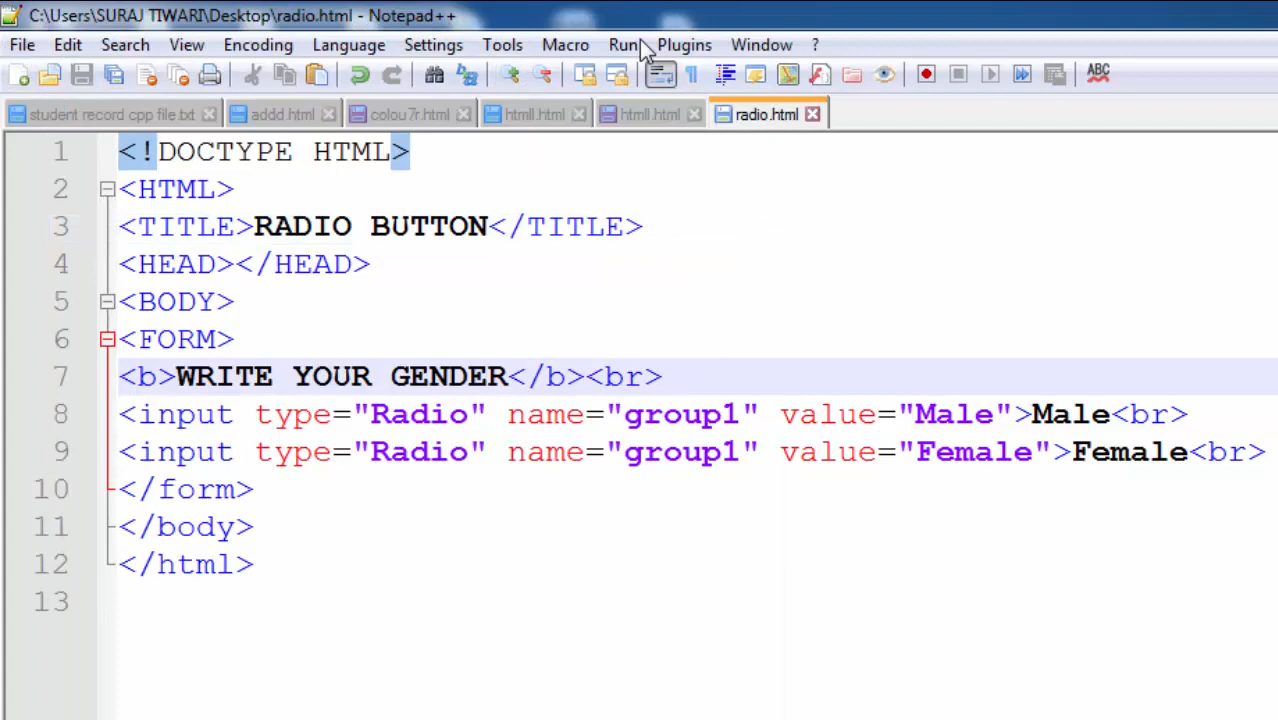 C:\Users\SURAJ TIWARI\Desktop\radio.html - Notepad++
File Edit Search View Encoding Language Settings Tools Macro Run Plugins Window ?
ABC
student record cpp file.txt addd.html colou7r.html htmll.html htmll.html radio.html
1 <!DOCTYPE HTML>
2 <HTML>
3 <TITLE>RADIO BUTTON</TITLE>
4 <HEAD></HEAD>
5 <BODY>
6 <FORM>
7 <b>WRITE YOUR GENDER</b><br>
8 <input type="Radio" name="group1" value="Male">Male<br>
9 <input type="Radio" name="group1" value="Female">Female<br>
10 </form>
11 </body>
12 </html>
13